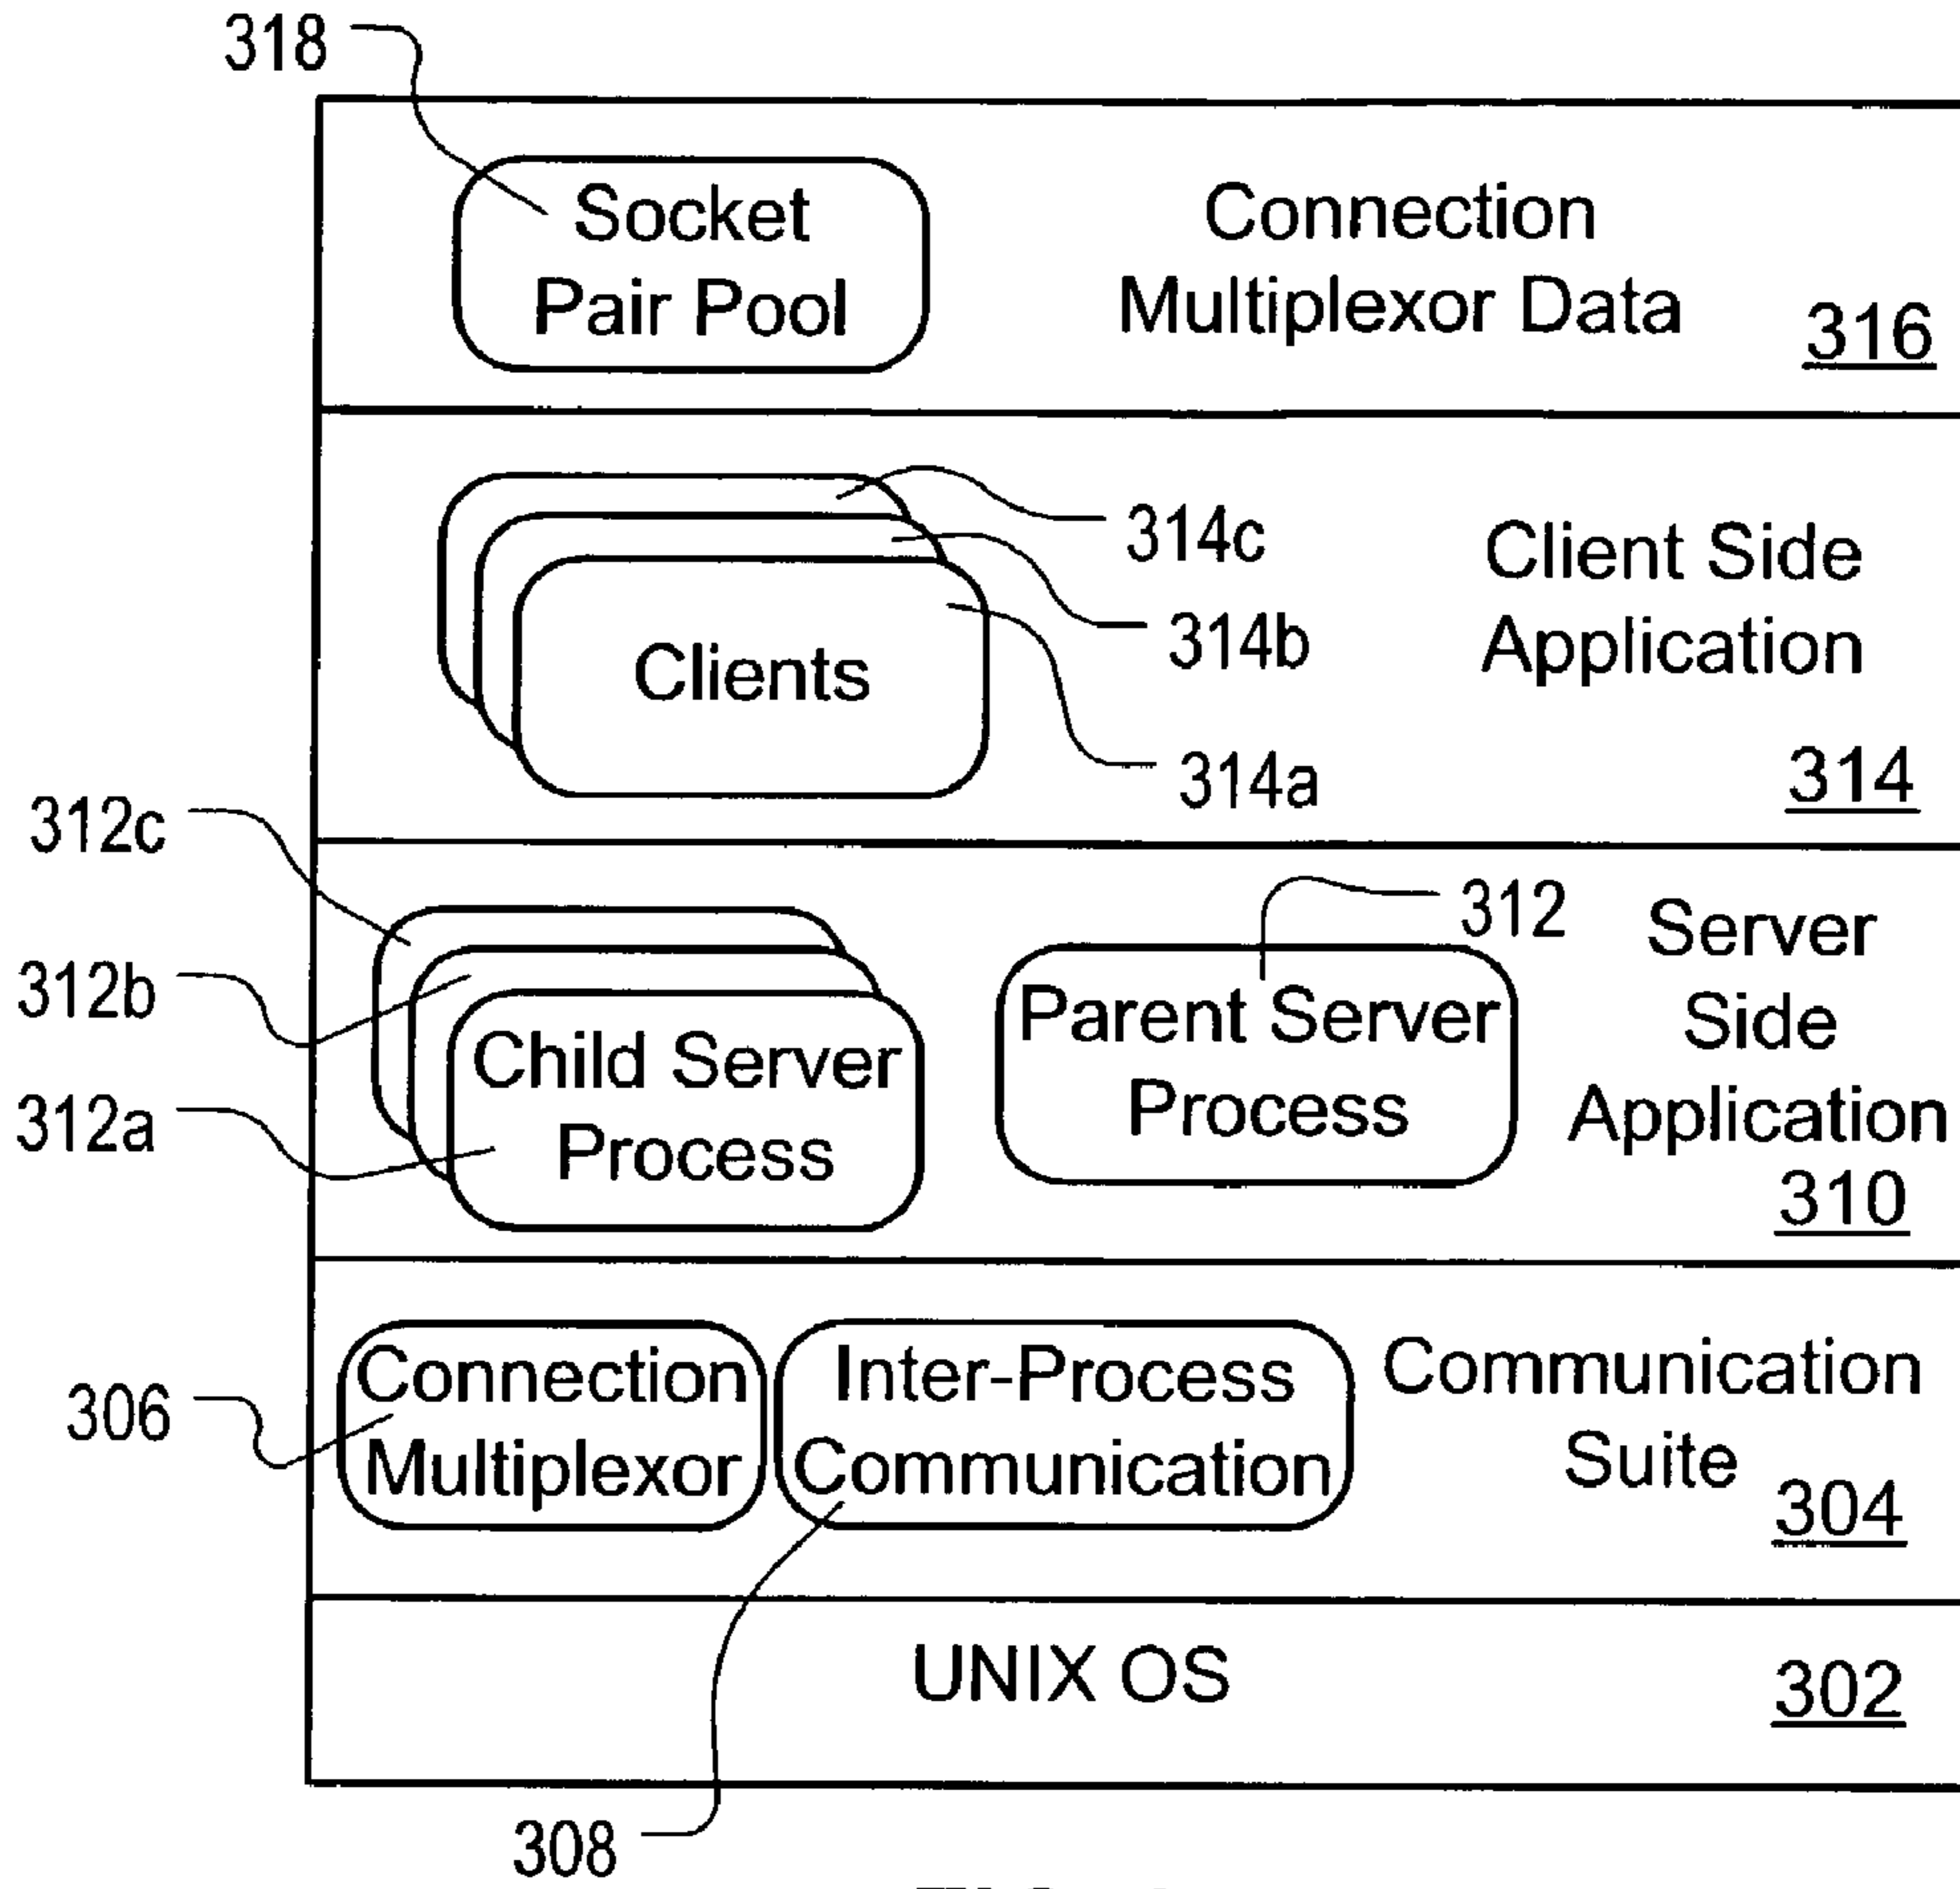 318
Socket
Pair Pool
Connection
Multiplexor Data
316
314c
314b
Clients
314a
Client Side
Application
314
312c
312b
312a
Child Server
Process
312
Parent Server
Process
Server
Side
Application
310
306
Connection
Multiplexor
Inter-Process
Communication
Communication
Suite
304
UNIX OS
302
308